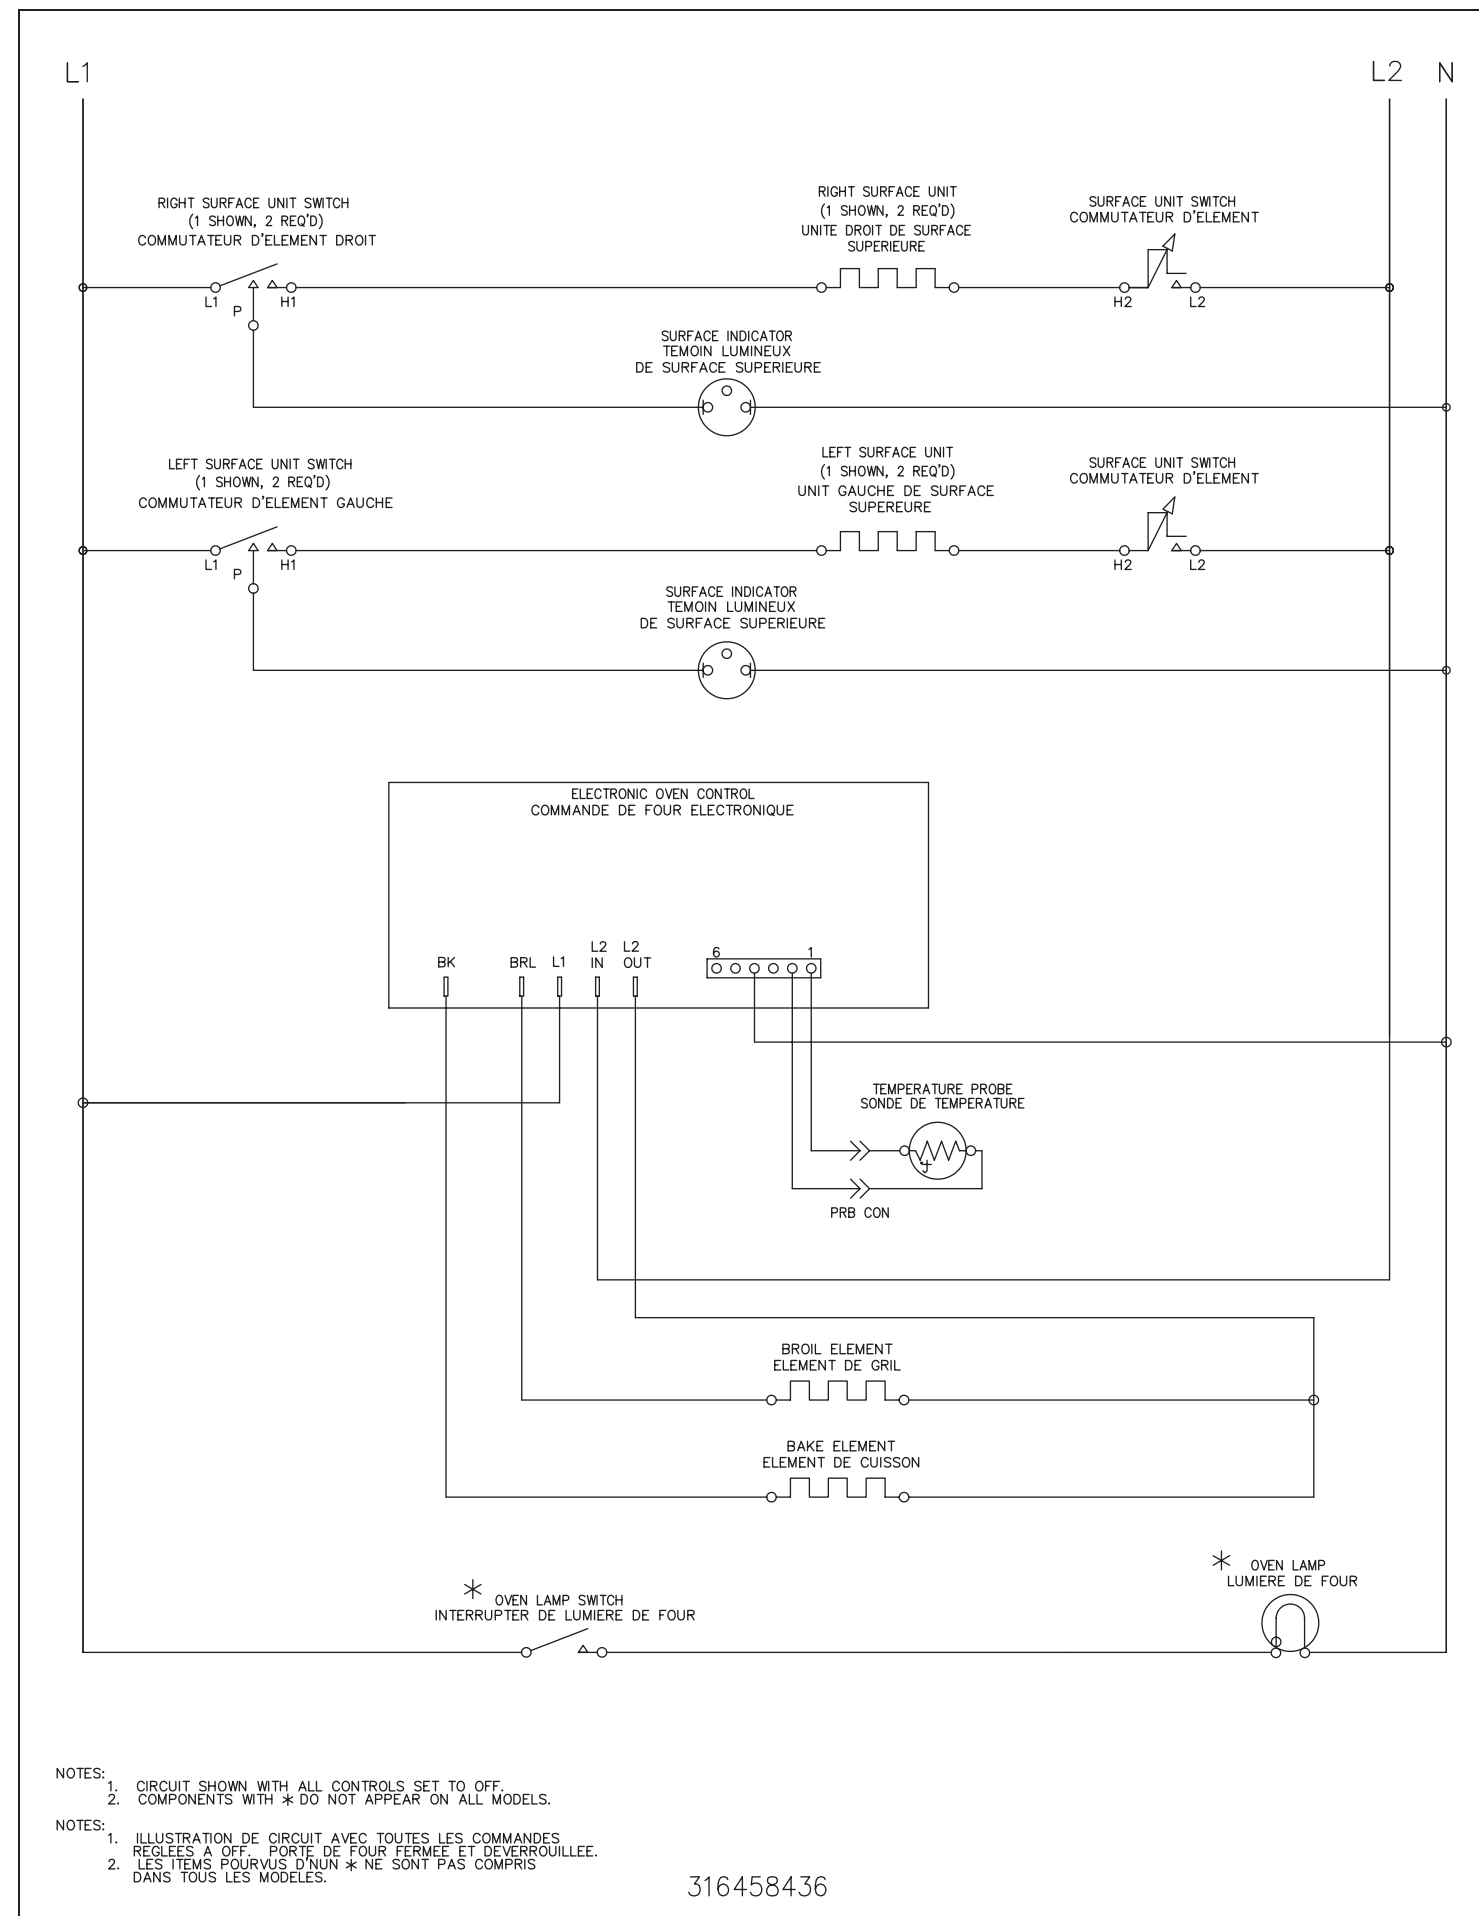 L1
L2 N
RIGHT SURFACE UNIT SWITCH
(1 SHOWN, 2 REQ'D)
COMMUTATEUR D'ELEMENT DROIT
RIGHT SURFACE UNIT
(1 SHOWN, 2 REQ'D)
UNITE DROIT DE SURFACE
SUPERIEURE
SURFACE UNIT SWITCH
COMMUTATEUR D'ELEMENT
L1
P
H1
H2
L2
SURFACE INDICATOR
TEMOIN LUMINEUX
DE SURFACE SUPERIEURE
LEFT SURFACE UNIT SWITCH
(1 SHOWN, 2 REQ'D)
COMMUTATEUR D'ELEMENT GAUCHE
LEFT SURFACE UNIT
(1 SHOWN, 2 REQ'D)
UNIT GAUCHE DE SURFACE
SUPEREURE
SURFACE UNIT SWITCH
COMMUTATEUR D'ELEMENT
L1
P
H1
H2
L2
SURFACE INDICATOR
TEMOIN LUMINEUX
DE SURFACE SUPERIEURE
ELECTRONIC OVEN CONTROL
COMMANDE DE FOUR ELECTRONIQUE
BK
BRL
L1
L2
IN
L2
OUT
6
1
TEMPERATURE PROBE
SONDE DE TEMPERATURE
PRB CON
BROIL ELEMENT
ELEMENT DE GRIL
BAKE ELEMENT
ELEMENT DE CUISSON
* OVEN LAMP SWITCH
INTERRUPTER DE LUMIERE DE FOUR
* OVEN LAMP
LUMIERE DE FOUR
NOTES:
1. CIRCUIT SHOWN WITH ALL CONTROLS SET TO OFF.
2. COMPONENTS WITH * DO NOT APPEAR ON ALL MODELS.
NOTES:
1. ILLUSTRATION DE CIRCUIT AVEC TOUTES LES COMMANDES
REGLEES A OFF. PORTE DE FOUR FERMEE ET DEVERROUILLEE.
2. LES ITEMS POURVUS D'NUN * NE SONT PAS COMPRIS
DANS TOUS LES MODELES.
316458436